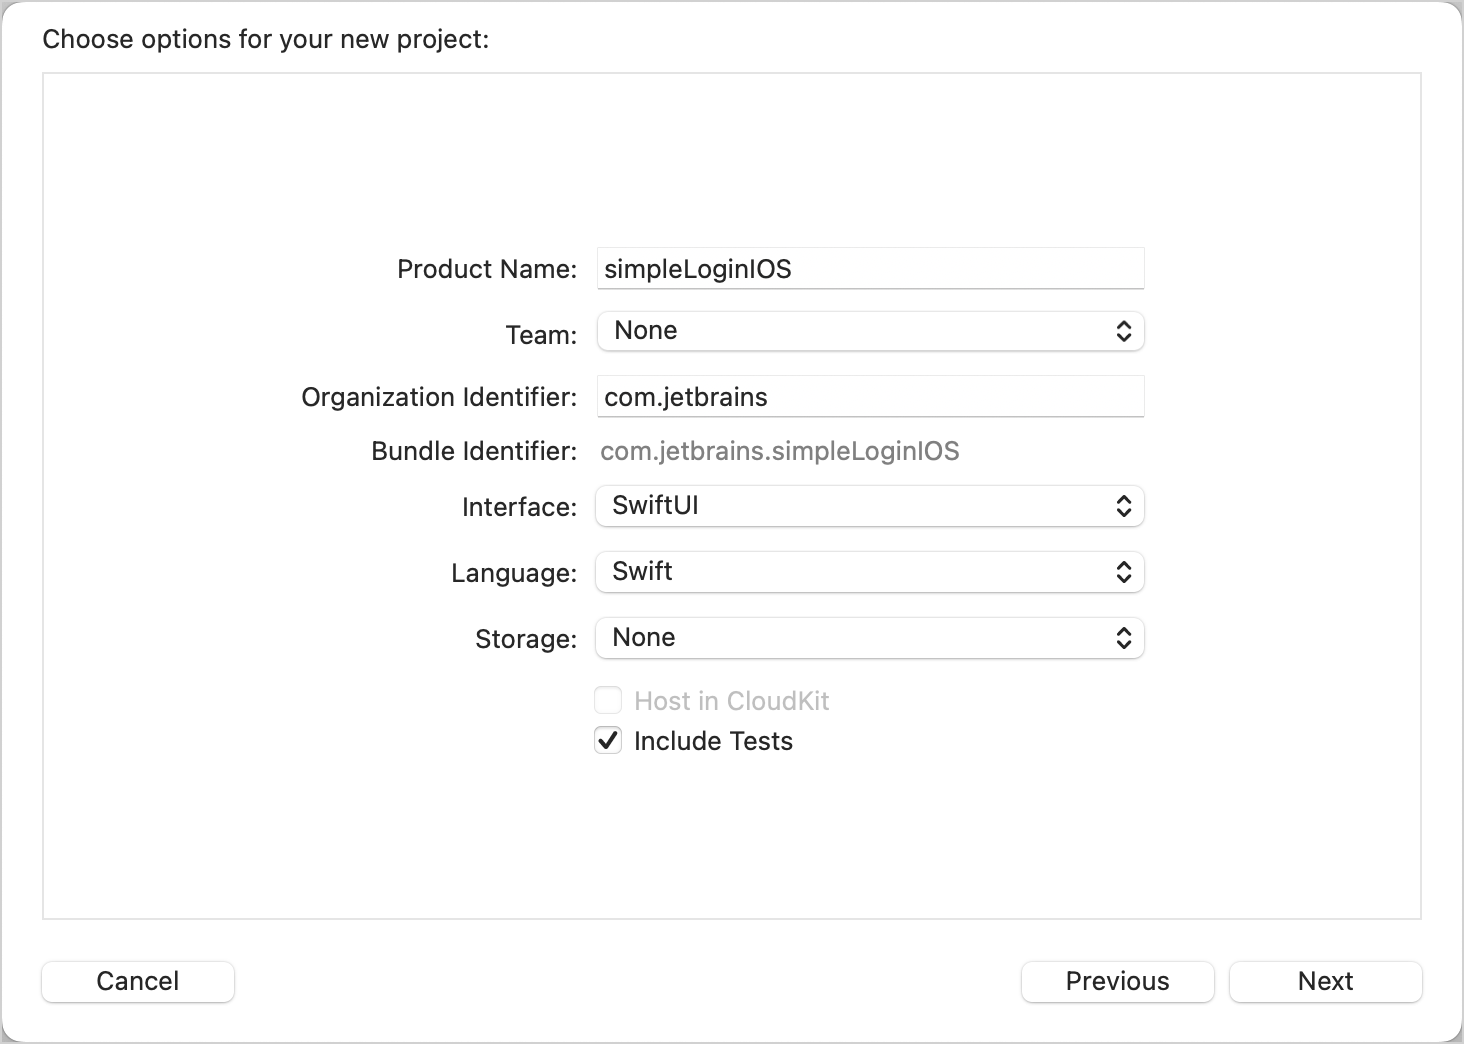 Choose options for your new project:
Product Name: simpleLoginIOS
Team: None
Organization Identifier: com.jetbrains
Bundle Identifier: com.jetbrains.simpleLoginIOS
Interface: SwiftUI
Language: Swift
Storage: None
Host in CloudKit
Include Tests
Cancel Previous Next